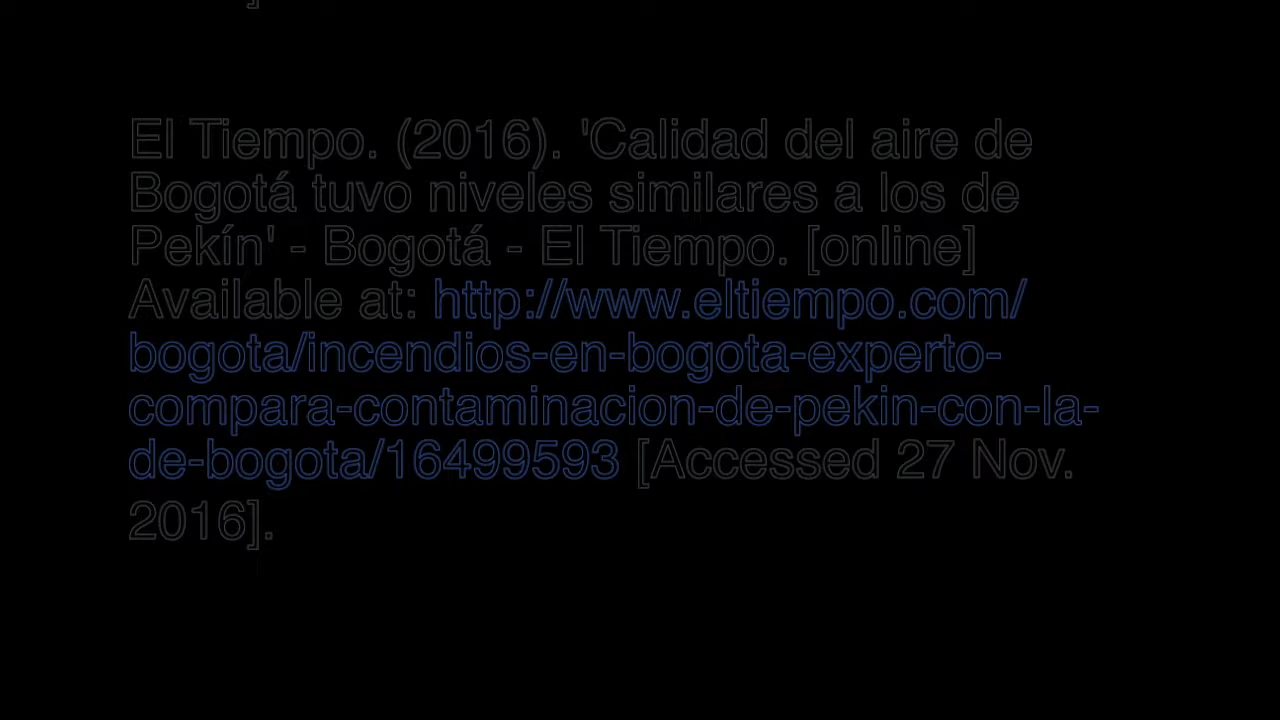 ]
El Tiempo. (2016). 'Calidad del aire de
Bogotá tuvo niveles similares a los de
Pekín' - Bogotá - El Tiempo. [online]
Available at: http://www.eltiempo.com/
bogota/incendios-en-bogota-experto-
compara-contaminacion-de-pekin-con-la-
de-bogota/16499593 [Accessed 27 Nov.
2016].